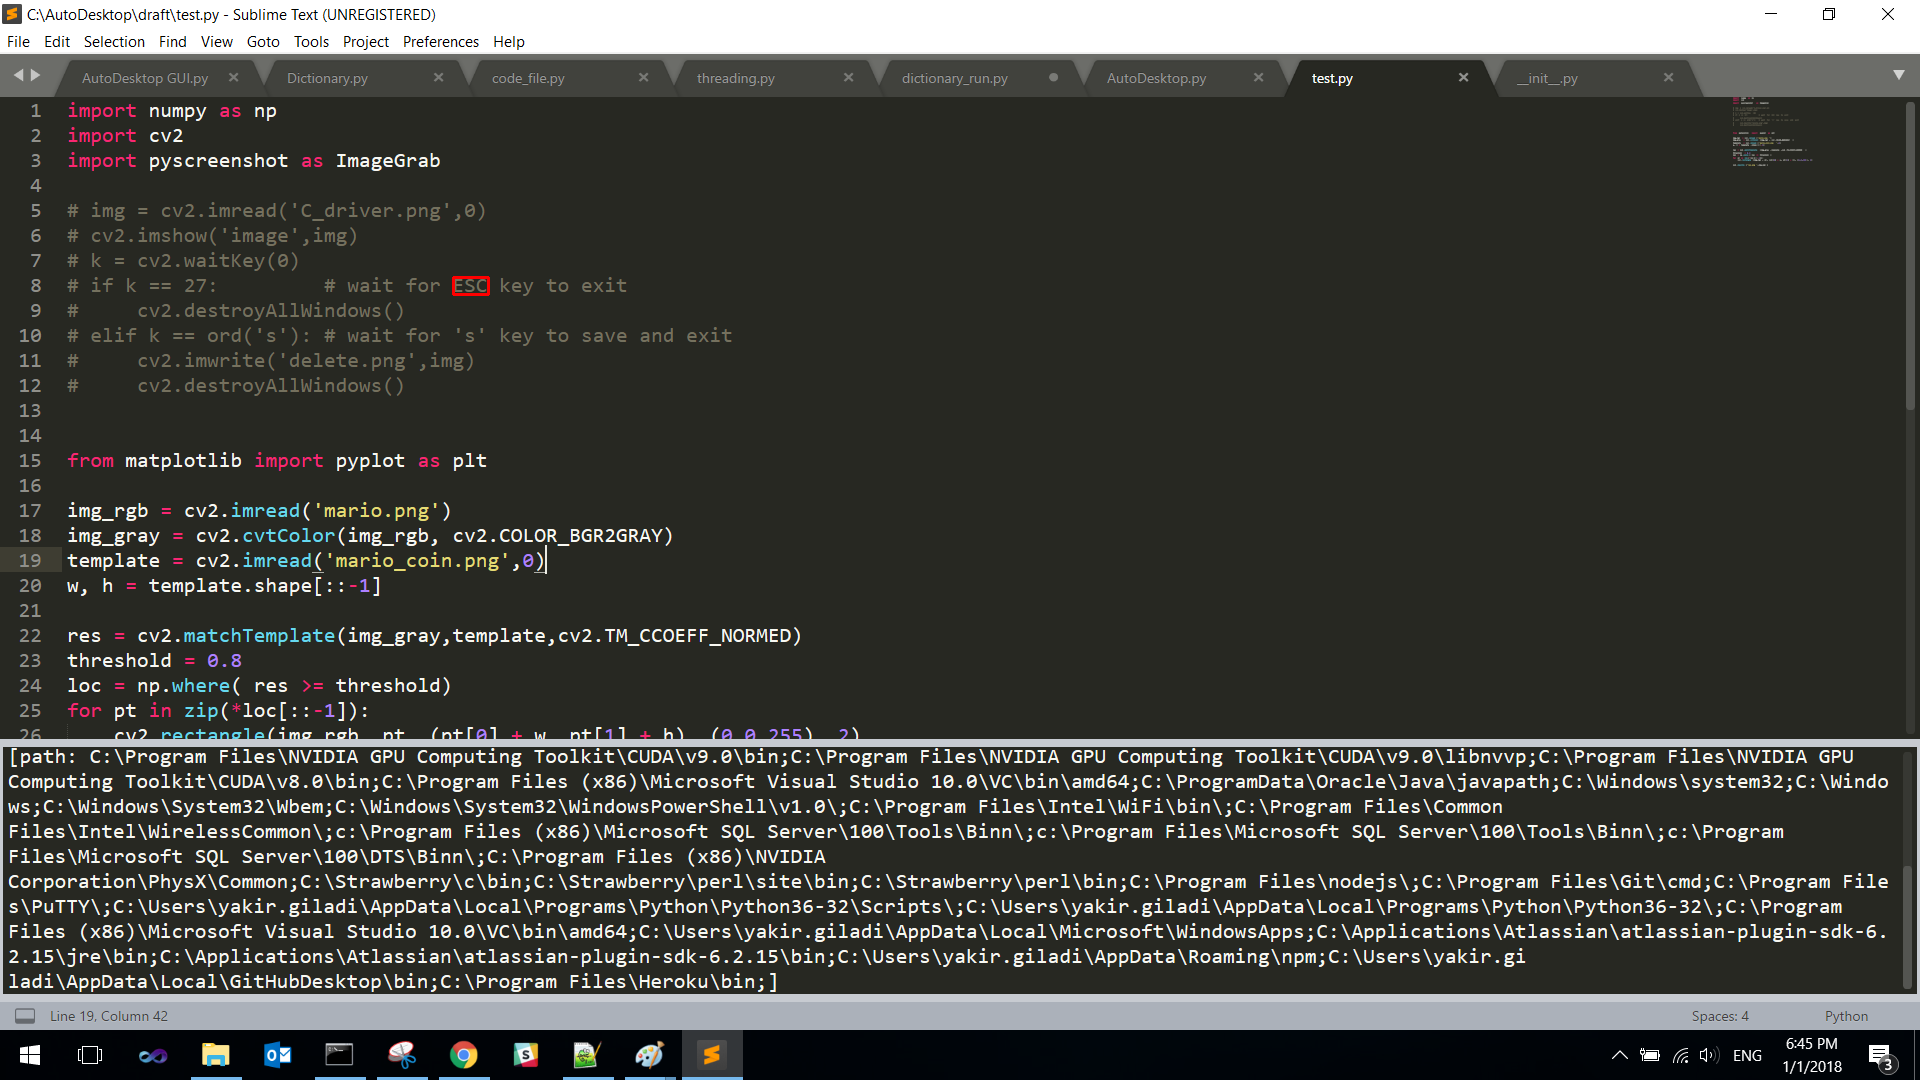 C:\AutoDesktop\draft\test.py - Sublime Text (UNREGISTERED)
File Edit Selection Find View Goto Tools Project Preferences Help
AutoDesktop GUI.py Dictionary.py code_file.py threading.py dictionary_run.py AutoDesktop.py test.py __init__.py
1 import numpy as np
2 import cv2
3 import pyscreenshot as ImageGrab
4
5 # img = cv2.imread('C_driver.png',0)
6 # cv2.imshow('image',img)
7 # k = cv2.waitKey(0)
8 # if k == 27:         # wait for ESC key to exit
9 #     cv2.destroyAllWindows()
10 # elif k == ord('s'): # wait for 's' key to save and exit
11 #     cv2.imwrite('delete.png',img)
12 #     cv2.destroyAllWindows()
13
14
15 from matplotlib import pyplot as plt
16
17 img_rgb = cv2.imread('mario.png')
18 img_gray = cv2.cvtColor(img_rgb, cv2.COLOR_BGR2GRAY)
19 template = cv2.imread('mario_coin.png',0)
20 w, h = template.shape[::-1]
21
22 res = cv2.matchTemplate(img_gray,template,cv2.TM_CCOEFF_NORMED)
23 threshold = 0.8
24 loc = np.where( res >= threshold)
25 for pt in zip(*loc[::-1]):
26     cv2.rectangle(img_rgb, pt, (pt[0] + w, pt[1] + h), (0,0,255), 2)
[path: C:\Program Files\NVIDIA GPU Computing Toolkit\CUDA\v9.0\bin;C:\Program Files\NVIDIA GPU Computing Toolkit\CUDA\v9.0\libnvvp;C:\Program Files\NVIDIA GPU
Computing Toolkit\CUDA\v8.0\bin;C:\Program Files (x86)\Microsoft Visual Studio 10.0\VC\bin\amd64;C:\ProgramData\Oracle\Java\javapath;C:\Windows\system32;C:\Windo
ws;C:\Windows\System32\Wbem;C:\Windows\System32\WindowsPowerShell\v1.0\;C:\Program Files\Intel\WiFi\bin\;C:\Program Files\Common
Files\Intel\WirelessCommon\;c:\Program Files (x86)\Microsoft SQL Server\100\Tools\Binn\;c:\Program Files\Microsoft SQL Server\100\Tools\Binn\;c:\Program
Files\Microsoft SQL Server\100\DTS\Binn\;C:\Program Files (x86)\NVIDIA
Corporation\PhysX\Common;C:\Strawberry\c\bin;C:\Strawberry\perl\site\bin;C:\Strawberry\perl\bin;C:\Program Files\nodejs\;C:\Program Files\Git\cmd;C:\Program File
s\PuTTY\;C:\Users\yakir.giladi\AppData\Local\Programs\Python\Python36-32\Scripts\;C:\Users\yakir.giladi\AppData\Local\Programs\Python\Python36-32\;C:\Program
Files (x86)\Microsoft Visual Studio 10.0\VC\bin\amd64;C:\Users\yakir.giladi\AppData\Local\Microsoft\WindowsApps;C:\Applications\Atlassian\atlassian-plugin-sdk-6.
2.15\jre\bin;C:\Applications\Atlassian\atlassian-plugin-sdk-6.2.15\bin;C:\Users\yakir.giladi\AppData\Roaming\npm;C:\Users\yakir.gi
ladi\AppData\Local\GitHubDesktop\bin;C:\Program Files\Heroku\bin;]
Line 19, Column 42 Spaces: 4 Python
ENG 6:45 PM
1/1/2018 3